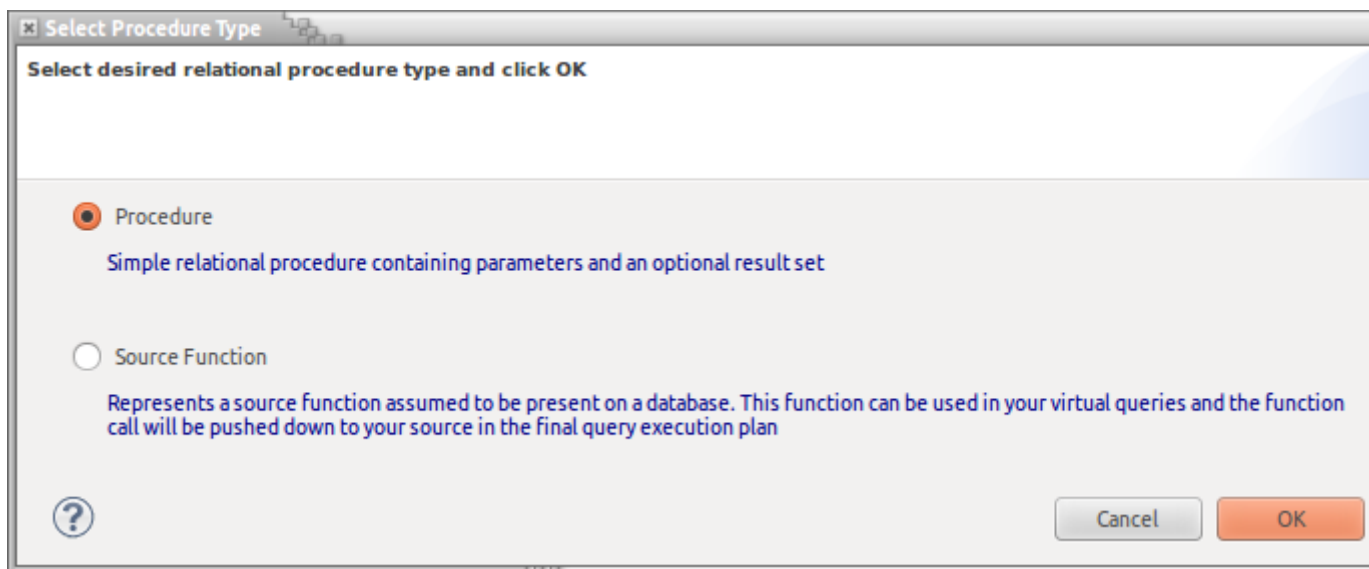 Select Procedure Type
Select desired relational procedure type and click OK
Procedure
Simple relational procedure containing parameters and an optional result set
Source Function
Represents a source function assumed to be present on a database. This function can be used in your virtual queries and the function
call will be pushed down to your source in the final query execution plan
?
Cancel
OK